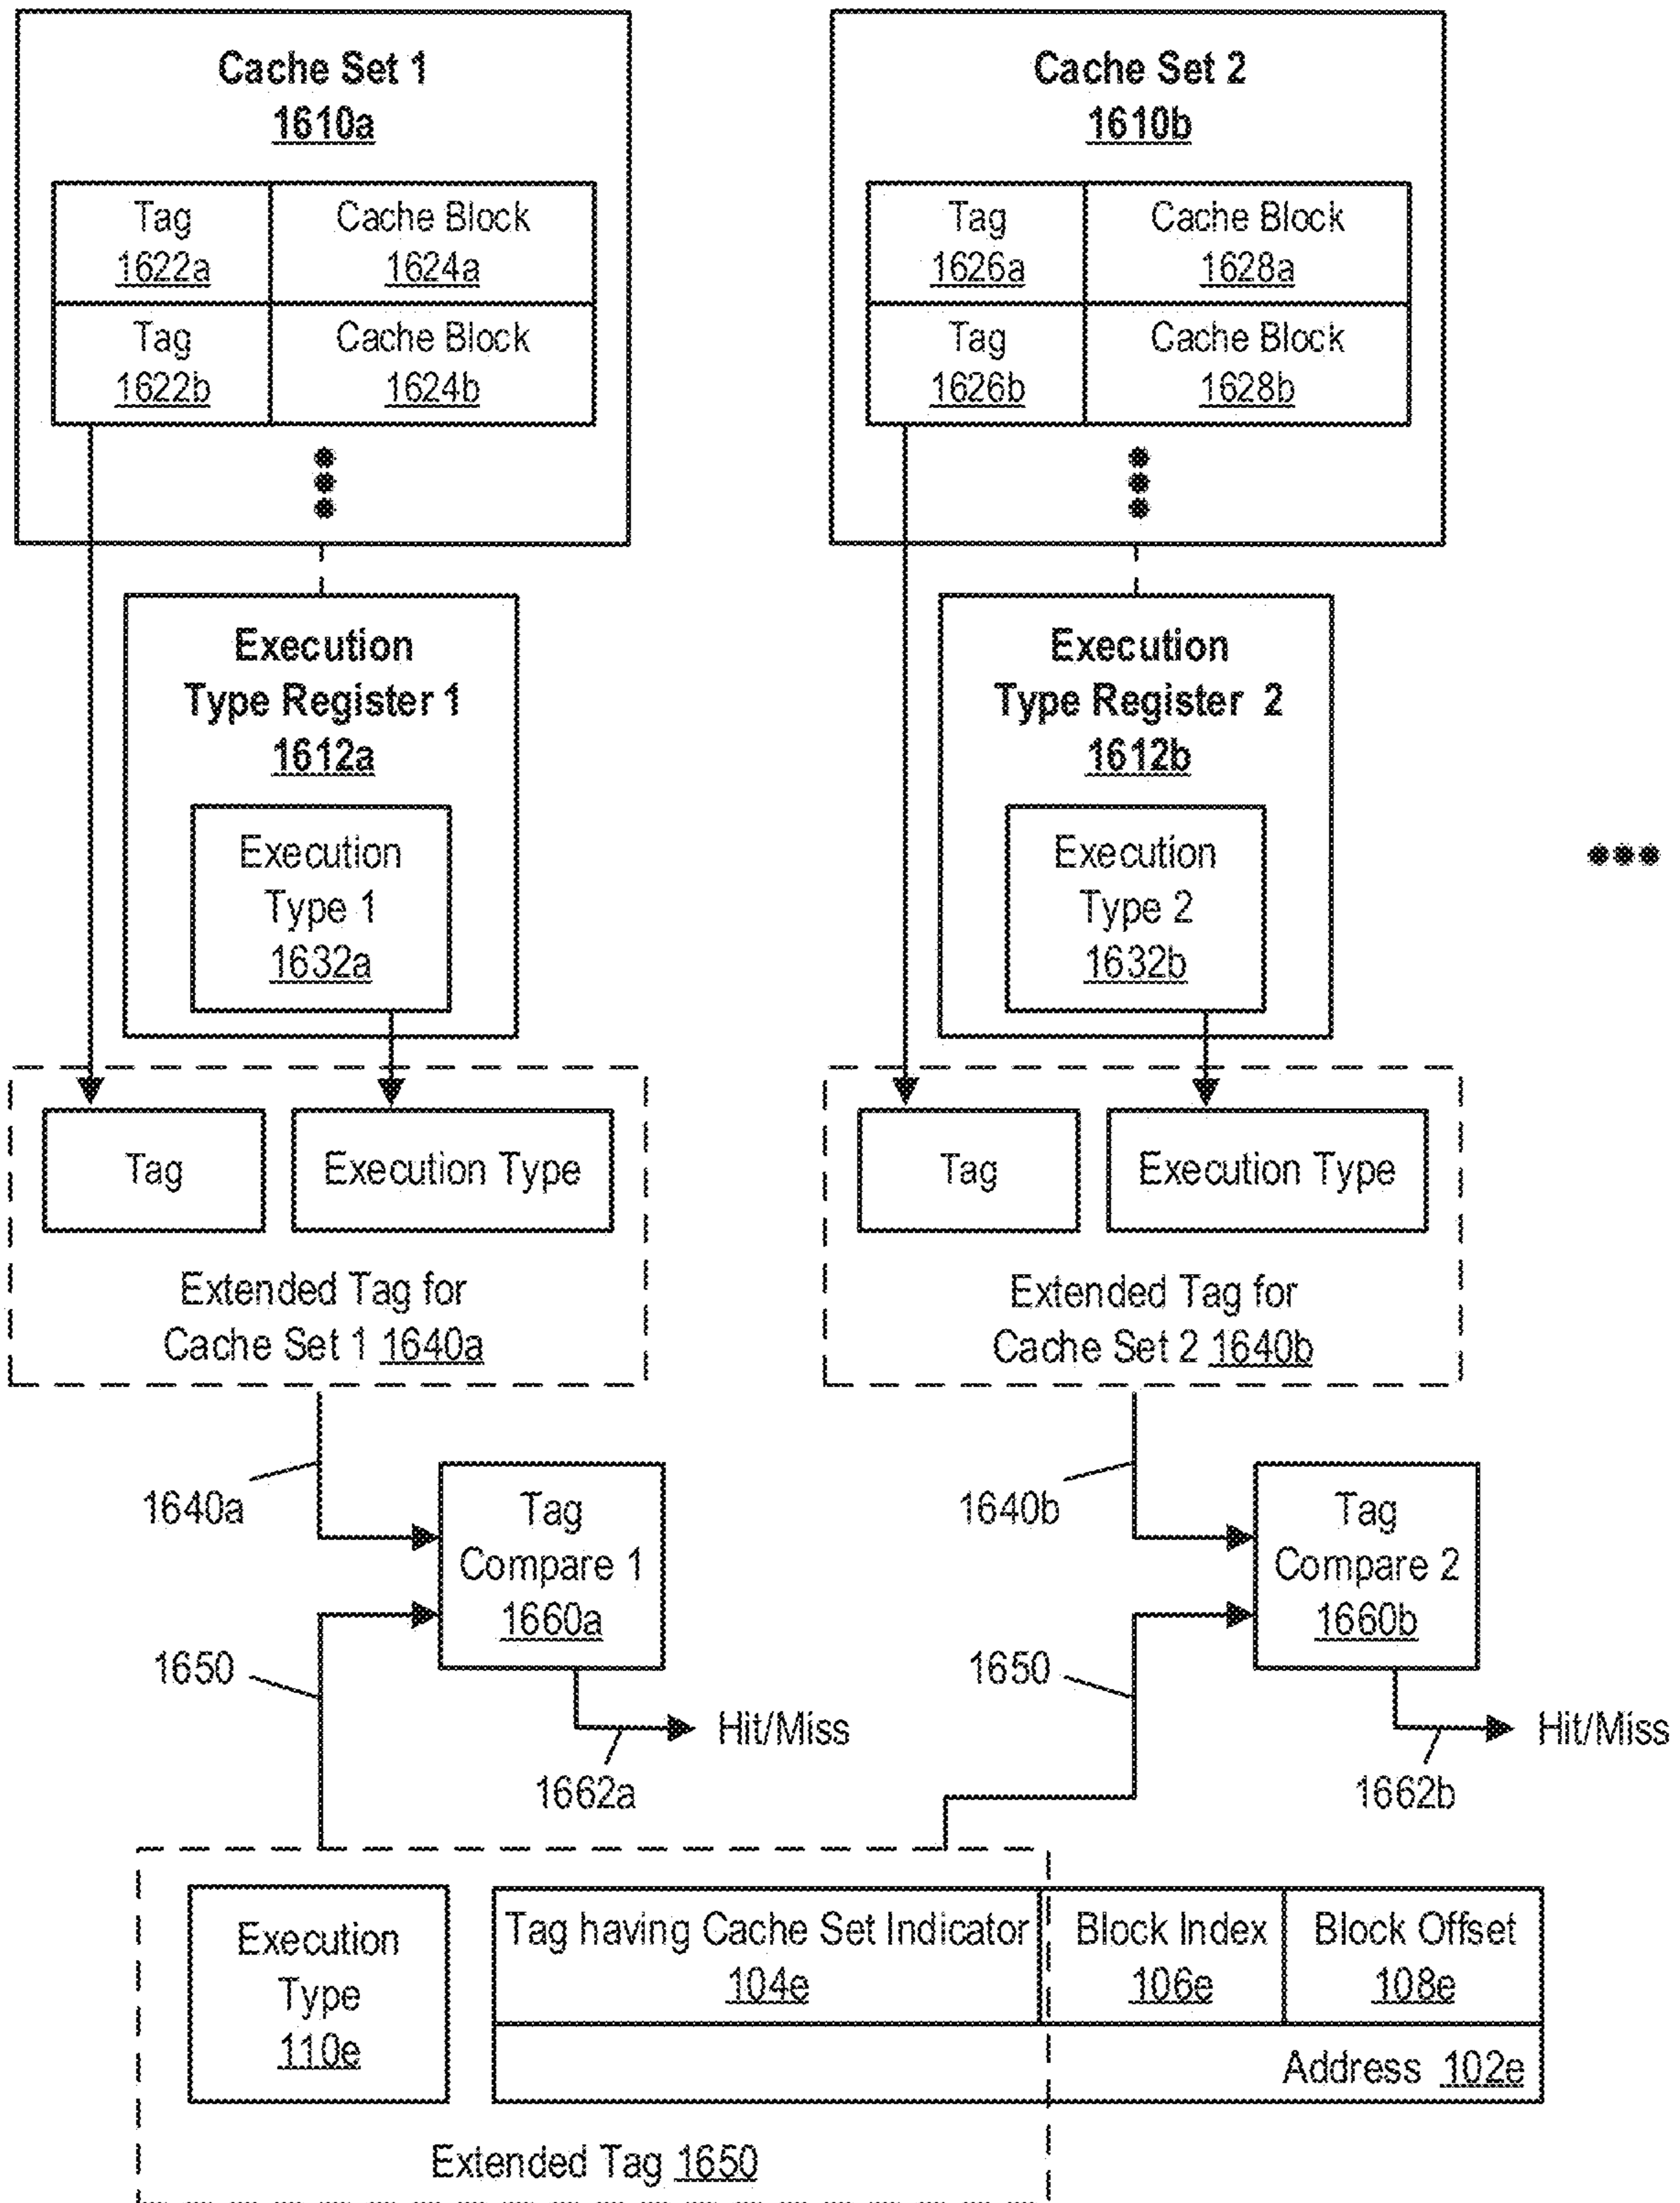 Cache Set 1
1610a
Tag
1622a
Cache Block
1624a
Tag
1622b
Cache Block
1624b
Cache Set 2
1610b
Tag
1626a
Cache Block
1628a
Tag
1626b
Cache Block
1628b
Execution
Type Register 1
1612a
Execution
Type 1
1632a
Execution
Type Register 2
1612b
Execution
Type 2
1632b
Tag
Execution Type
Extended Tag for
Cache Set 1 1640a
Tag
Execution Type
Extended Tag for
Cache Set 2 1640b
1640a
Tag
Compare 1
1660a
1650
Hit/Miss
1662a
1640b
Tag
Compare 2
1660b
1650
Hit/Miss
1662b
Execution
Type
110e
Tag having Cache Set Indicator
104e
Block Index
106e
Block Offset
108e
Address 102e
Extended Tag 1650